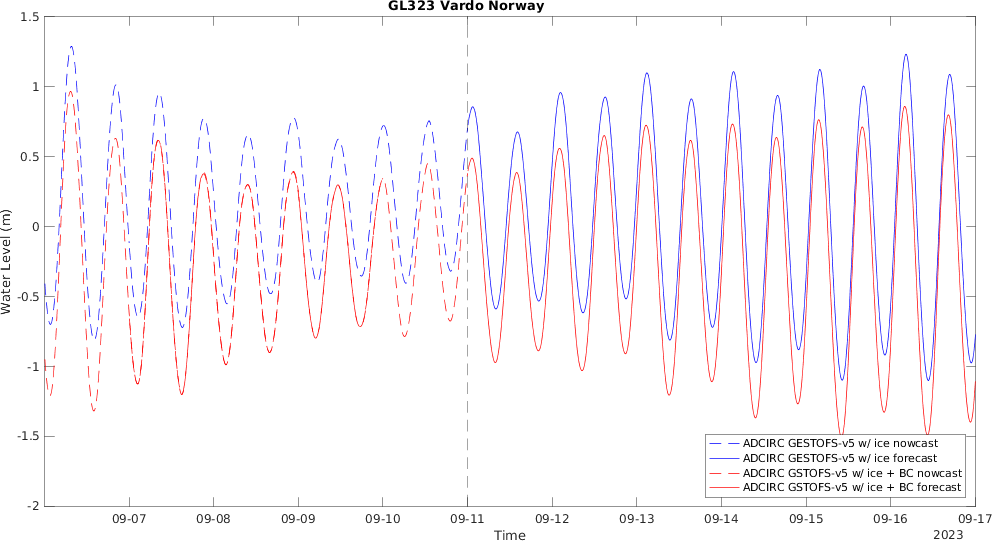 GL323 Vardo Norway
1.5
1
0.5
0
-0.5
-1
-1.5
-2
Water Level (m)
ADCIRC GESTOFS-v5 w/ ice nowcast
ADCIRC GESTOFS-v5 w/ ice forecast
ADCIRC GSTOFS-v5 w/ ice + BC nowcast
ADCIRC GSTOFS-v5 w/ ice + BC forecast
09-07 09-08 09-09 09-10 09-11 09-12 09-13 09-14 09-15 09-16 09-17
Time
2023